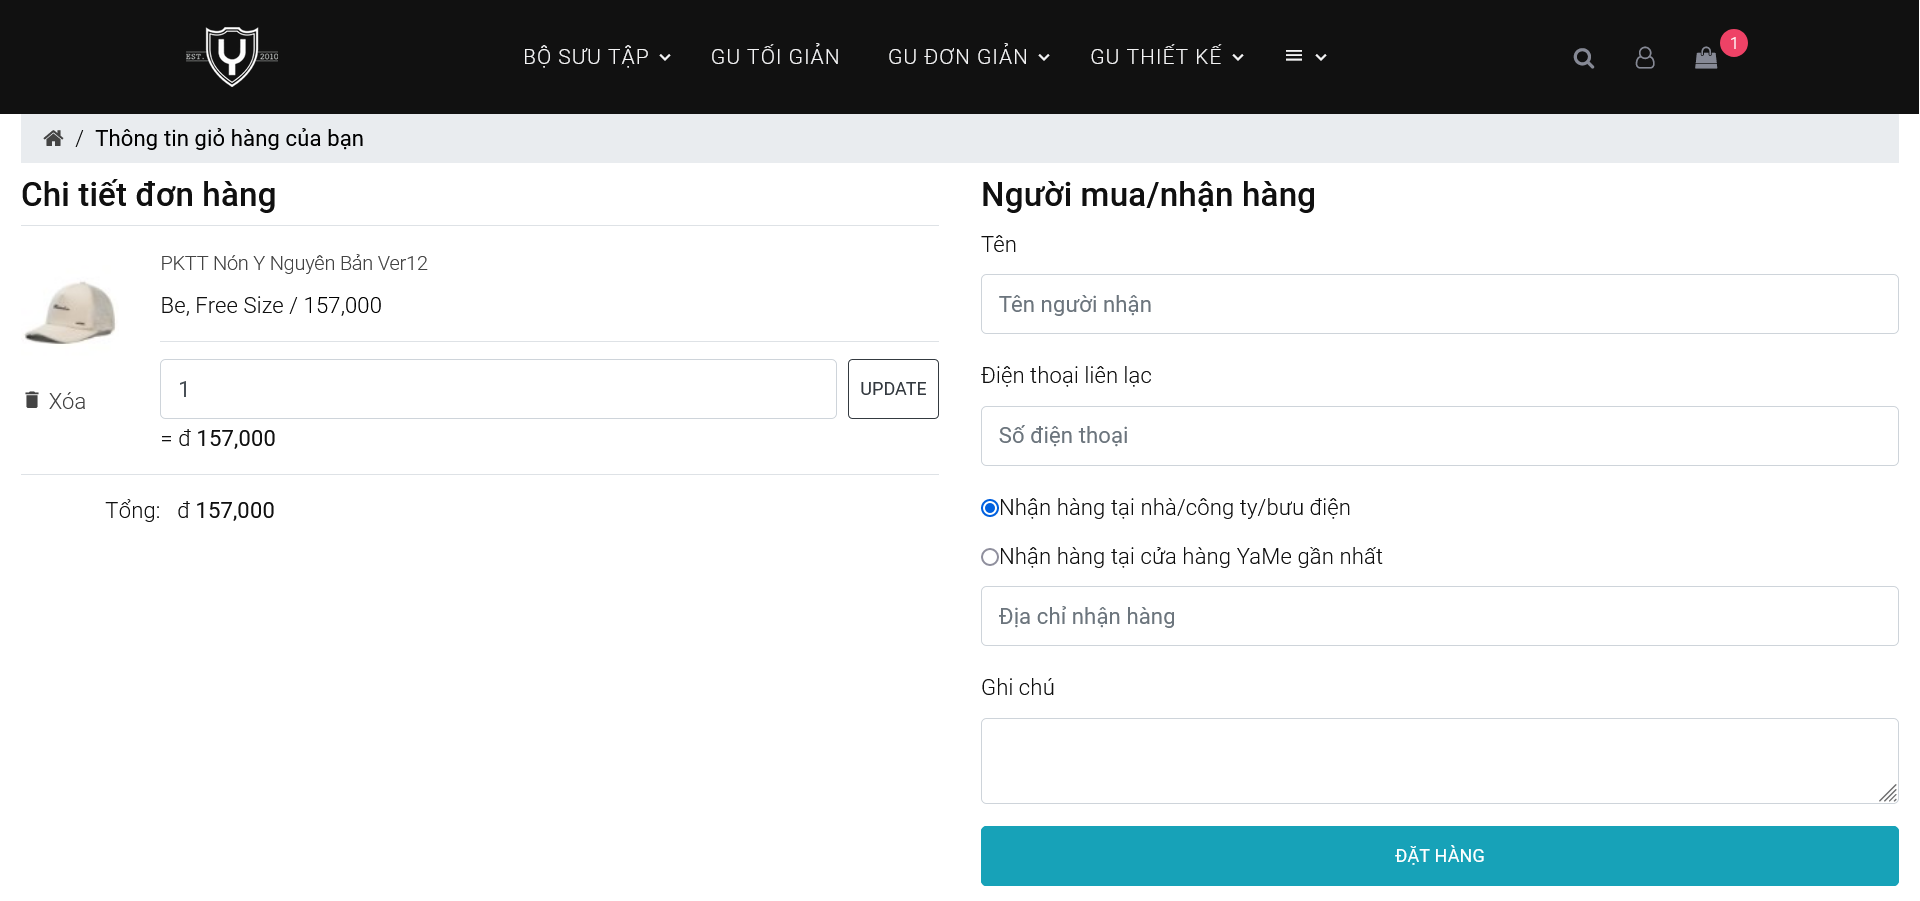 EST. Y 2010
BỘ SƯU TẬP GU TỐI GIẢN GU ĐƠN GIẢN GU THIẾT KẾ
1
/ Thông tin giỏ hàng của bạn
Chi tiết đơn hàng
PKTT Nón Y Nguyên Bản Ver12
Be, Free Size / 157,000
1 UPDATE
Xóa
= đ 157,000
Tổng: đ 157,000
Người mua/nhận hàng
Tên
Tên người nhận
Điện thoại liên lạc
Số điện thoại
Nhận hàng tại nhà/công ty/bưu điện
Nhận hàng tại cửa hàng YaMe gần nhất
Địa chỉ nhận hàng
Ghi chú
ĐẶT HÀNG